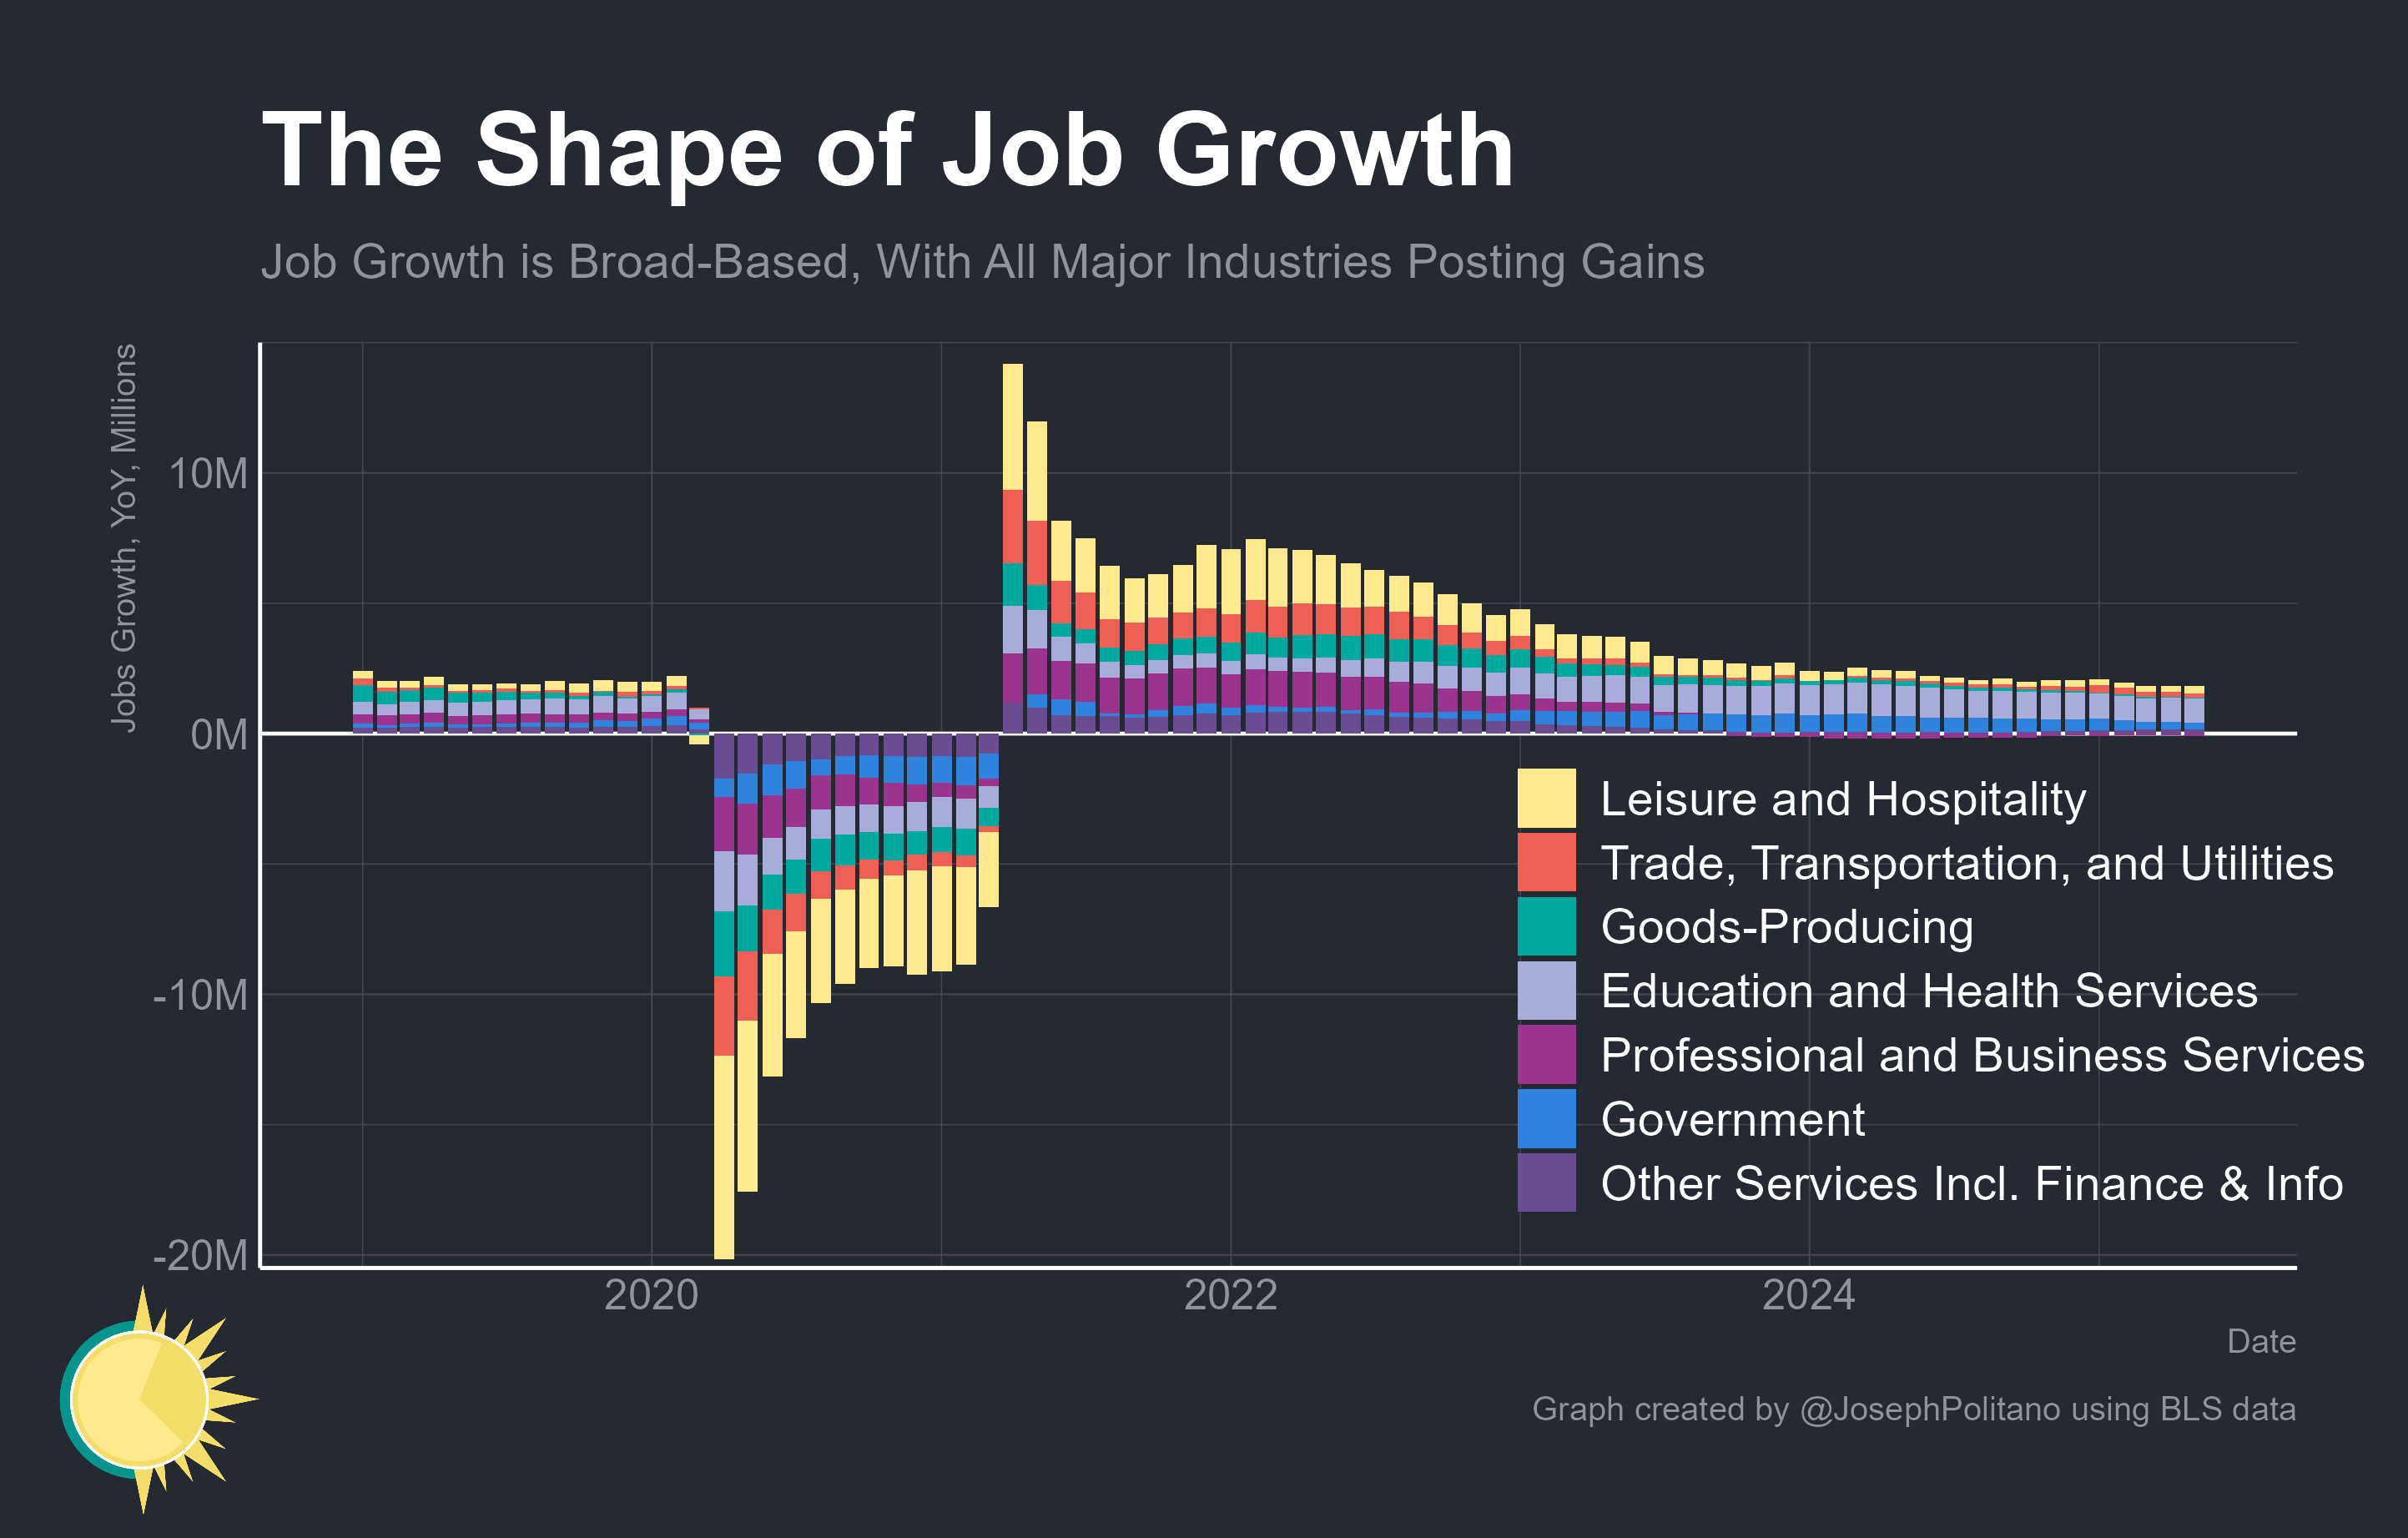 The Shape of Job Growth
Job Growth is Broad-Based, With All Major Industries Posting Gains
Jobs Growth, YoY, Millions
10M
0M
-10M
-20M
Leisure and Hospitality
Trade, Transportation, and Utilities
Goods-Producing
Education and Health Services
Professional and Business Services
Government
Other Services Incl. Finance & Info
2020
2022
2024
Date
Graph created by @JosephPolitano using BLS data